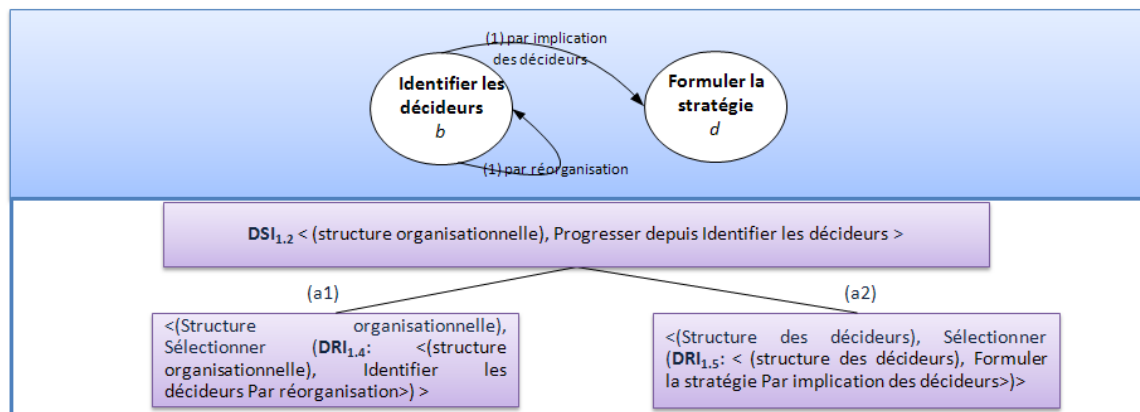 (1) par implication
des décideurs
Identifier les
décideurs
b
Formuler la
stratégie
d
(1) par réorganisation
DSI1.2 < (structure organisationnelle), Progresser depuis Identifier les décideurs >
(a1)
(a2)
<(Structure organisationnelle),
Sélectionner (DRI1.4: <(structure
organisationnelle), Identifier les
décideurs Par réorganisation>) >
<(Structure des décideurs), Sélectionner
(DRI1.5: < (structure des décideurs), Formuler
la stratégie Par implication des décideurs>)>